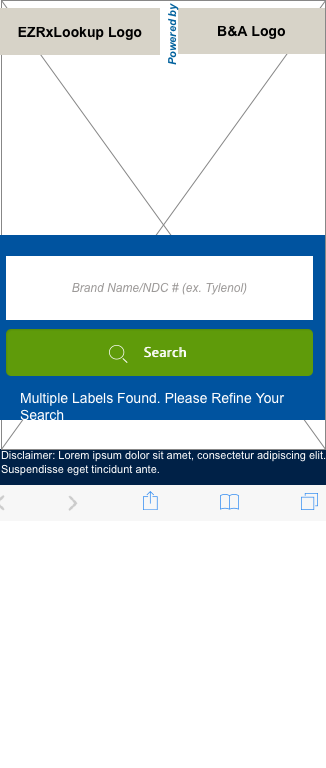 EZRxLookup Logo
Powered by
B&A Logo
Brand Name/NDC # (ex. Tylenol)
Search
Multiple Labels Found. Please Refine Your
Search
Disclaimer: Lorem ipsum dolor sit amet, consectetur adipiscing elit.
Suspendisse eget tincidunt ante.